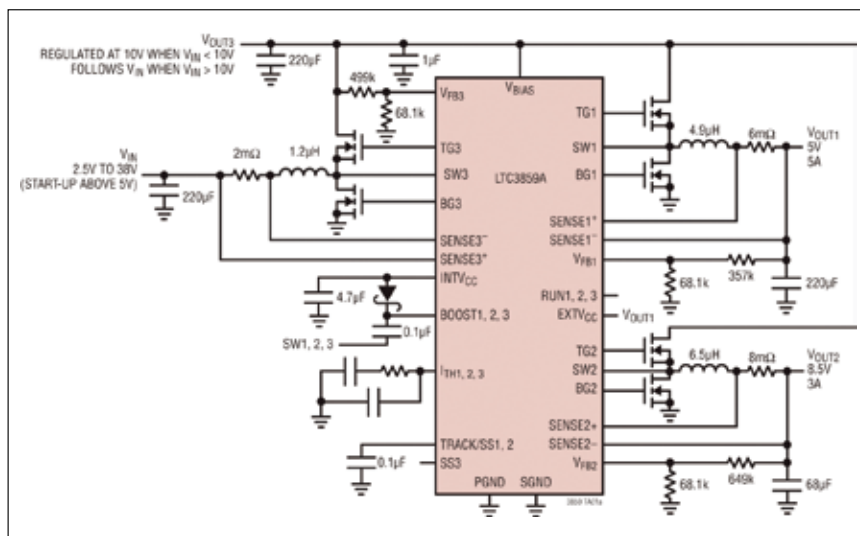 VOUT3
REGULATED AT 10V WHEN VIN < 10V
FOLLOWS VIN WHEN VIN > 10V
220µF
1µF
499k
68.1k
VFB3
VBIAS
TG1
4.9µH
6mΩ
VOUT1
5V
5A
VIN
2.5V TO 38V
(START-UP ABOVE 5V)
2mΩ
1.2µH
220µF
TG3
SW3
BG3
SENSE3−
SENSE3+
LTC3859A
SW1
BG1
SENSE1+
SENSE1−
VFB1
68.1k
357k
220µF
INTVCC
4.7µF
BOOST1, 2, 3
0.1µF
SW1, 2, 3
RUN1, 2, 3
EXTVCC
VOUT1
TG2
SW2
BG2
6.5µH
8mΩ
VOUT2
8.5V
3A
ITH1, 2, 3
SENSE2+
SENSE2−
VFB2
68.1k
649k
68µF
TRACK/SS1, 2
0.1µF
SS3
PGND
SGND
3859 TA01a